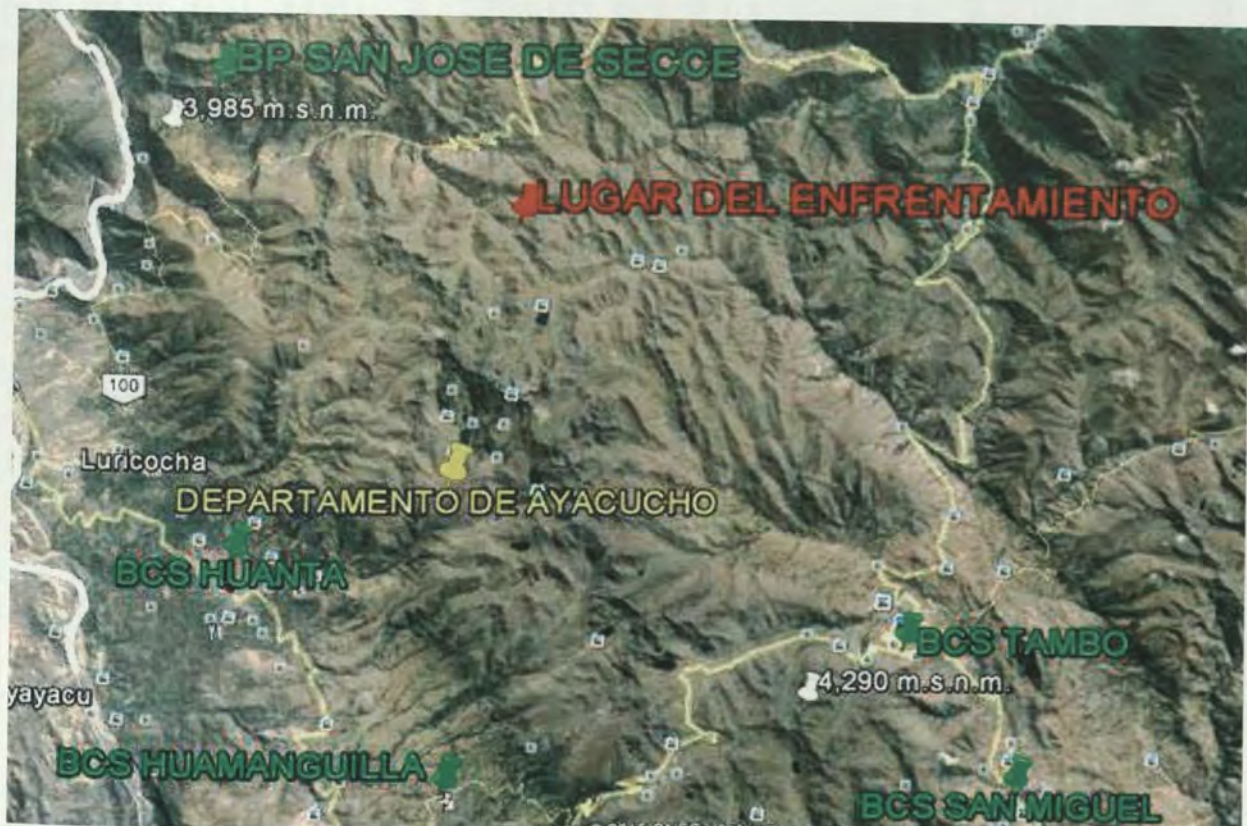 BP SAN JOSE DE SECCE
3,985 m.s.n.m.
LUGAR DEL ENFRENTAMIENTO
100
Luricocha
DEPARTAMENTO DE AYACUCHO
BCS HUANTA
BCS TAMBO
4,290 m.s.n.m.
yayacu
BCS HUAMANGUILLA
BCS SAN MIGUEL